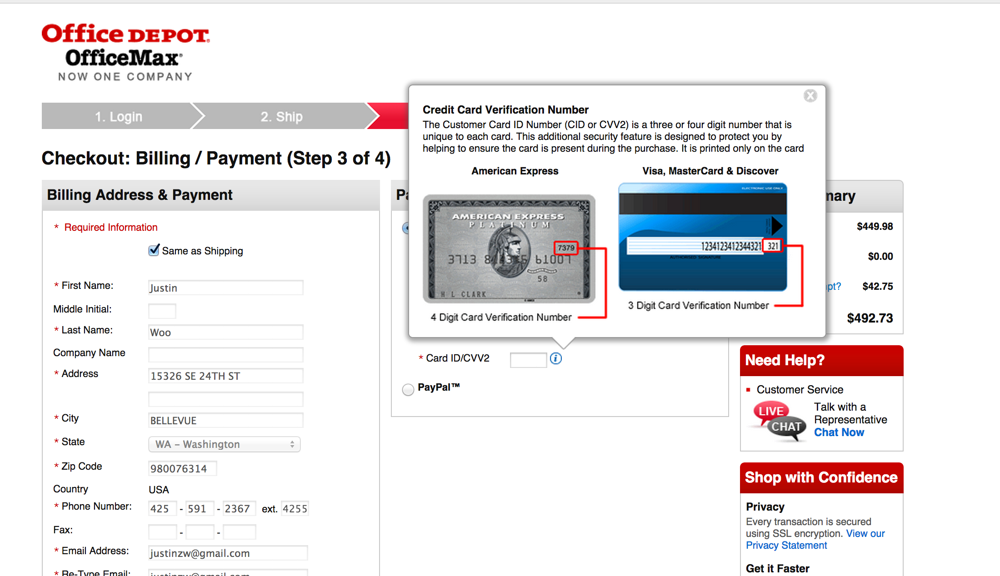 Office DEPOT.
OfficeMax
NOW ONE COMPANY
1. Login
2. Ship
Checkout: Billing / Payment (Step 3 of 4)
Billing Address & Payment
* Required Information
Same as Shipping
* First Name: Justin
Middle Initial:
* Last Name: Woo
Company Name
* Address 15326 SE 24TH ST
* City BELLEVUE
* State WA – Washington
* Zip Code 980076314
Country USA
* Phone Number: 425 - 591 - 2367 ext. 4255
Fax: - -
* Email Address: justinzw@gmail.com
* Re-Type Email: justinzw@gmail.com
Credit Card Verification Number
The Customer Card ID Number (CID or CVV2) is a three or four digit number that is
unique to each card. This additional security feature is designed to protect you by
helping to ensure the card is present during the purchase. It is printed only on the card
American Express
AMERICAN EXPRESS
PLATINUM
7379
58
H L CLARK
4 Digit Card Verification Number
Visa, MasterCard & Discover
ELECTRONIC USE ONLY
1234123412344321 321
AUTHORISED SIGNATURE
3 Digit Card Verification Number
* Card ID/CVV2
PayPal™
$449.98
$0.00
$42.75
$492.73
Need Help?
Customer Service
LIVE
CHAT
Talk with a
Representative
Chat Now
Shop with Confidence
Privacy
Every transaction is secured
using SSL encryption. View our
Privacy Statement
Get it Faster